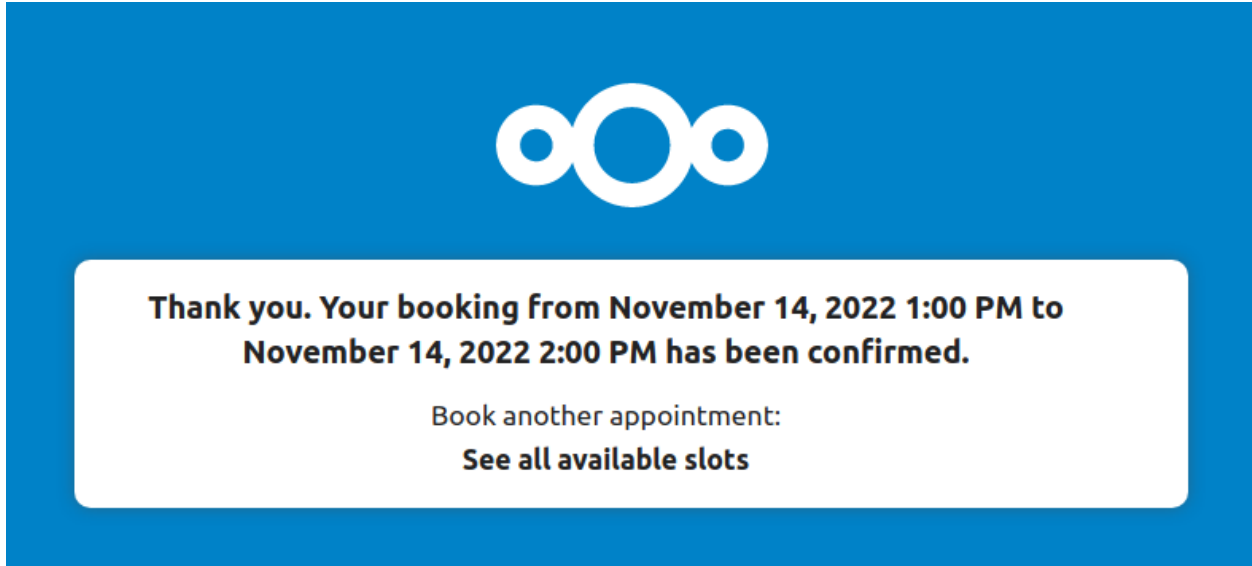 Thank you. Your booking from November 14, 2022 1:00 PM to
November 14, 2022 2:00 PM has been confirmed.
Book another appointment:
See all available slots